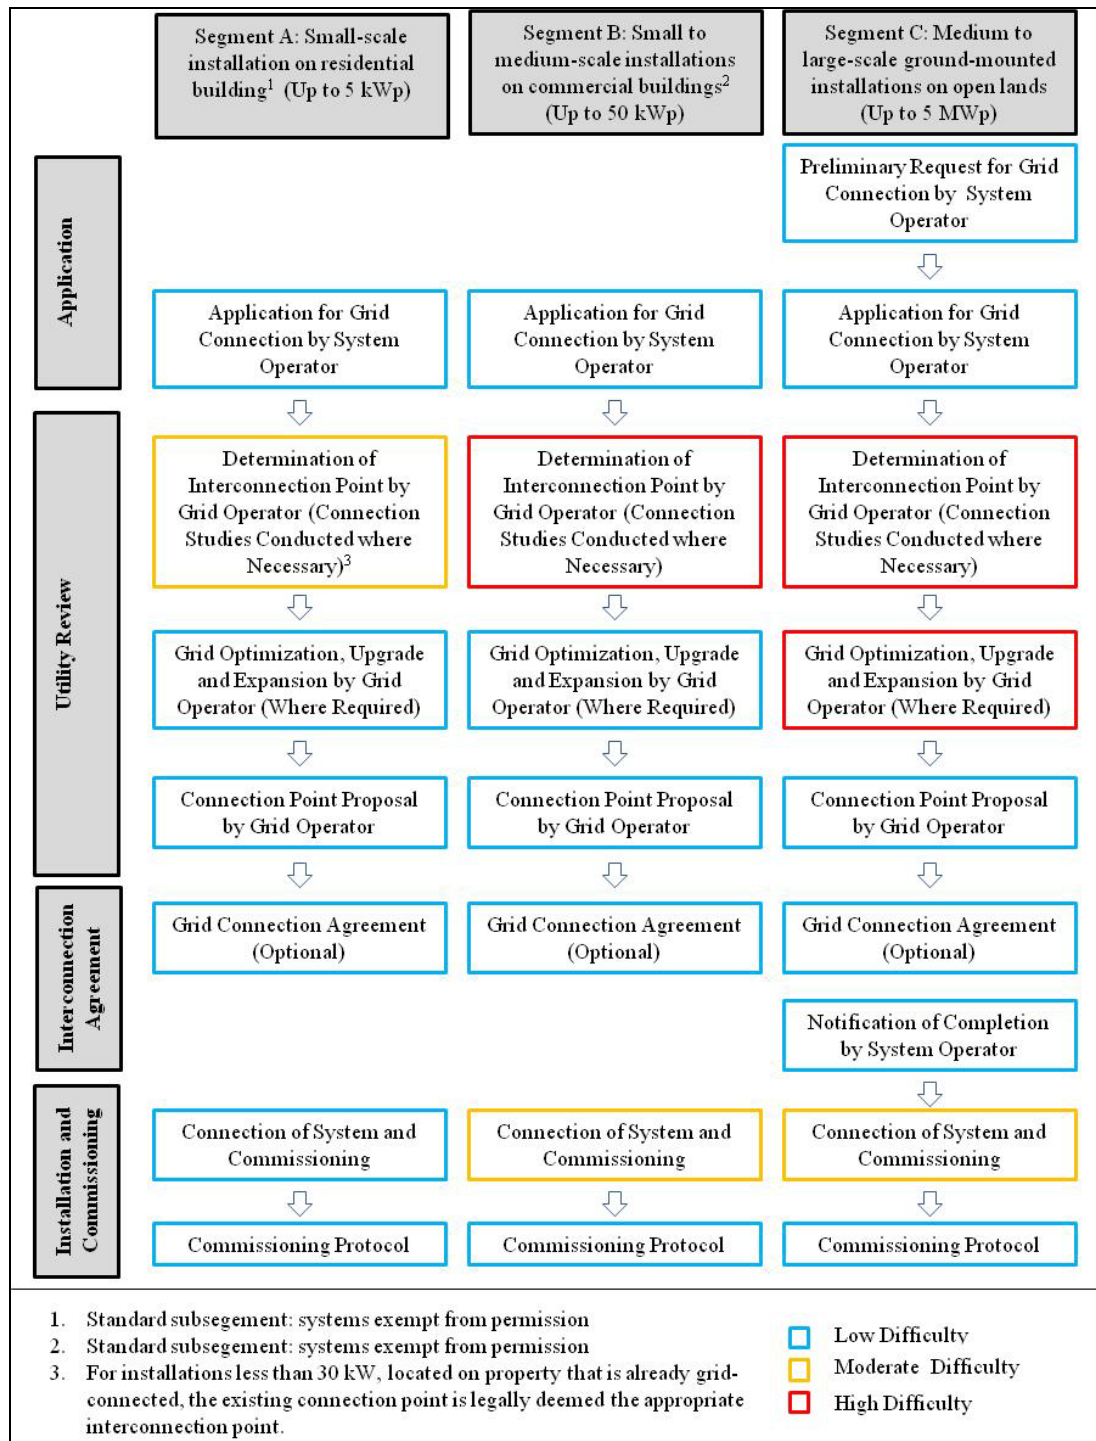 Segment A: Small-scale
installation on residential
building1 (Up to 5 kWp)
Segment B: Small to
medium-scale installations
on commercial buildings2
(Up to 50 kWp)
Segment C: Medium to
large-scale ground-mounted
installations on open lands
(Up to 5 MWp)
Application
Preliminary Request for Grid
Connection by System
Operator
Application for Grid
Connection by System
Operator
Application for Grid
Connection by System
Operator
Application for Grid
Connection by System
Operator
Utility Review
Determination of
Interconnection Point by
Grid Operator (Connection
Studies Conducted where
Necessary)3
Determination of
Interconnection Point by
Grid Operator (Connection
Studies Conducted where
Necessary)
Determination of
Interconnection Point by
Grid Operator (Connection
Studies Conducted where
Necessary)
Grid Optimization, Upgrade
and Expansion by Grid
Operator (Where Required)
Grid Optimization, Upgrade
and Expansion by Grid
Operator (Where Required)
Grid Optimization, Upgrade
and Expansion by Grid
Operator (Where Required)
Connection Point Proposal
by Grid Operator
Connection Point Proposal
by Grid Operator
Connection Point Proposal
by Grid Operator
Interconnection
Agreement
Grid Connection Agreement
(Optional)
Grid Connection Agreement
(Optional)
Grid Connection Agreement
(Optional)
Notification of Completion
by System Operator
Installation and
Commissioning
Connection of System and
Commissioning
Connection of System and
Commissioning
Connection of System and
Commissioning
Commissioning Protocol
Commissioning Protocol
Commissioning Protocol
1. Standard subsegement: systems exempt from permission
2. Standard subsegement: systems exempt from permission
3. For installations less than 30 kW, located on property that is already grid-
connected, the existing connection point is legally deemed the appropriate
interconnection point.
Low Difficulty
Moderate Difficulty
High Difficulty